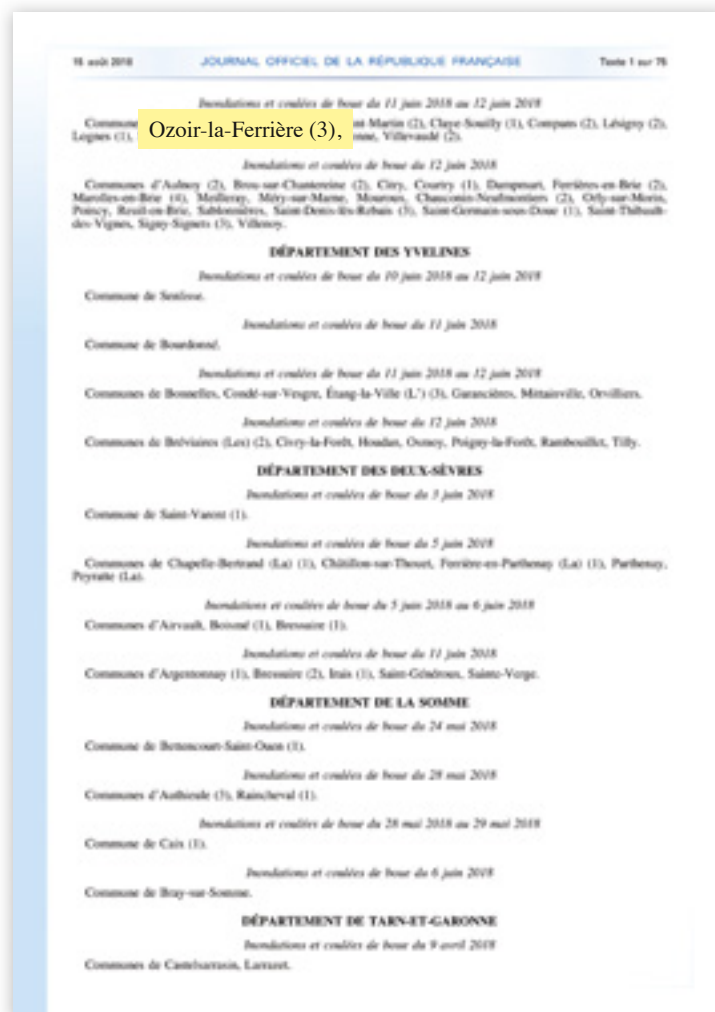 15 août 2018 JOURNAL OFFICIEL DE LA RÉPUBLIQUE FRANÇAISE Texte 1 sur 76
Inondations et coulées de boue du 11 juin 2018 au 12 juin 2018
Commune Ozoir-la-Ferrière (3), nt-Martin (2), Claye-Souilly (1), Compans (2), Lésigny (2),
Lognes (1), nne, Villevaudé (2).
Inondations et coulées de boue du 12 juin 2018
Communes d'Aulnoy (2), Brou-sur-Chantereine (2), Citry, Courtry (1), Dampmart, Ferrières-en-Brie (2),
Marolles-en-Brie (4), Meilleray, Méry-sur-Marne, Mouroux, Chauconin-Neufmontiers (2), Orly-sur-Morin,
Poincy, Reuil-en-Brie, Sablonnières, Saint-Denis-lès-Rebais (3), Saint-Germain-sous-Doue (1), Saint-Thibault-
des-Vignes, Signy-Signets (3), Villenoy.
DÉPARTEMENT DES YVELINES
Inondations et coulées de boue du 10 juin 2018 au 12 juin 2018
Commune de Senlisse.
Inondations et coulées de boue du 11 juin 2018
Commune de Bourdonné.
Inondations et coulées de boue du 11 juin 2018 au 12 juin 2018
Communes de Bonnelles, Condé-sur-Vesgre, Étang-la-Ville (L') (3), Garancières, Mittainville, Orvilliers.
Inondations et coulées de boue du 12 juin 2018
Communes de Bréviaires (Les) (2), Civry-la-Forêt, Houdan, Osmoy, Poigny-la-Forêt, Rambouillet, Tilly.
DÉPARTEMENT DES DEUX-SÈVRES
Inondations et coulées de boue du 3 juin 2018
Commune de Saint-Varent (1).
Inondations et coulées de boue du 5 juin 2018
Communes de Chapelle-Bertrand (La) (1), Châtillon-sur-Thouet, Ferrière-en-Parthenay (La) (1), Parthenay,
Peyratte (La).
Inondations et coulées de boue du 5 juin 2018 au 6 juin 2018
Communes d'Airvault, Boismé (1), Bressuire (1).
Inondations et coulées de boue du 11 juin 2018
Communes d'Argentonnay (1), Bressuire (2), Irais (1), Saint-Généroux, Sainte-Verge.
DÉPARTEMENT DE LA SOMME
Inondations et coulées de boue du 24 mai 2018
Commune de Bettencourt-Saint-Ouen (1).
Inondations et coulées de boue du 28 mai 2018
Communes d'Authieule (3), Raincheval (1).
Inondations et coulées de boue du 28 mai 2018 au 29 mai 2018
Commune de Caix (1).
Inondations et coulées de boue du 6 juin 2018
Commune de Bray-sur-Somme.
DÉPARTEMENT DE TARN-ET-GARONNE
Inondations et coulées de boue du 9 avril 2018
Communes de Castelsarrasin, Larrazet.